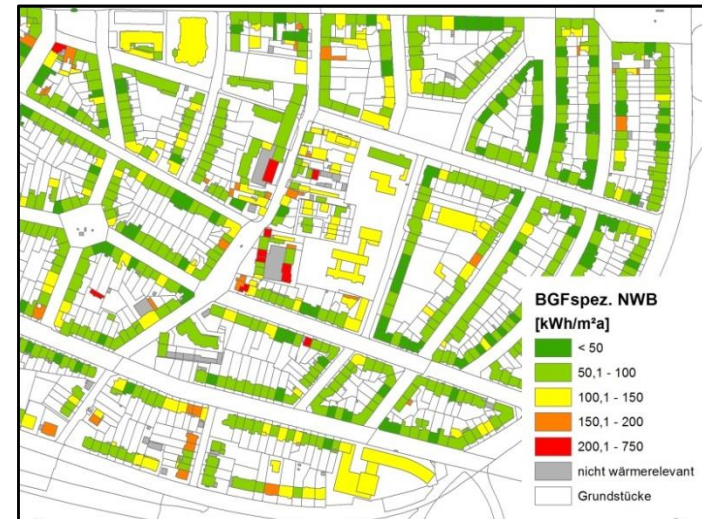 BGFspez. NWB
[kWh/m²a]
< 50
50,1 - 100
100,1 - 150
150,1 - 200
200,1 - 750
nicht wärmerelevant
Grundstücke